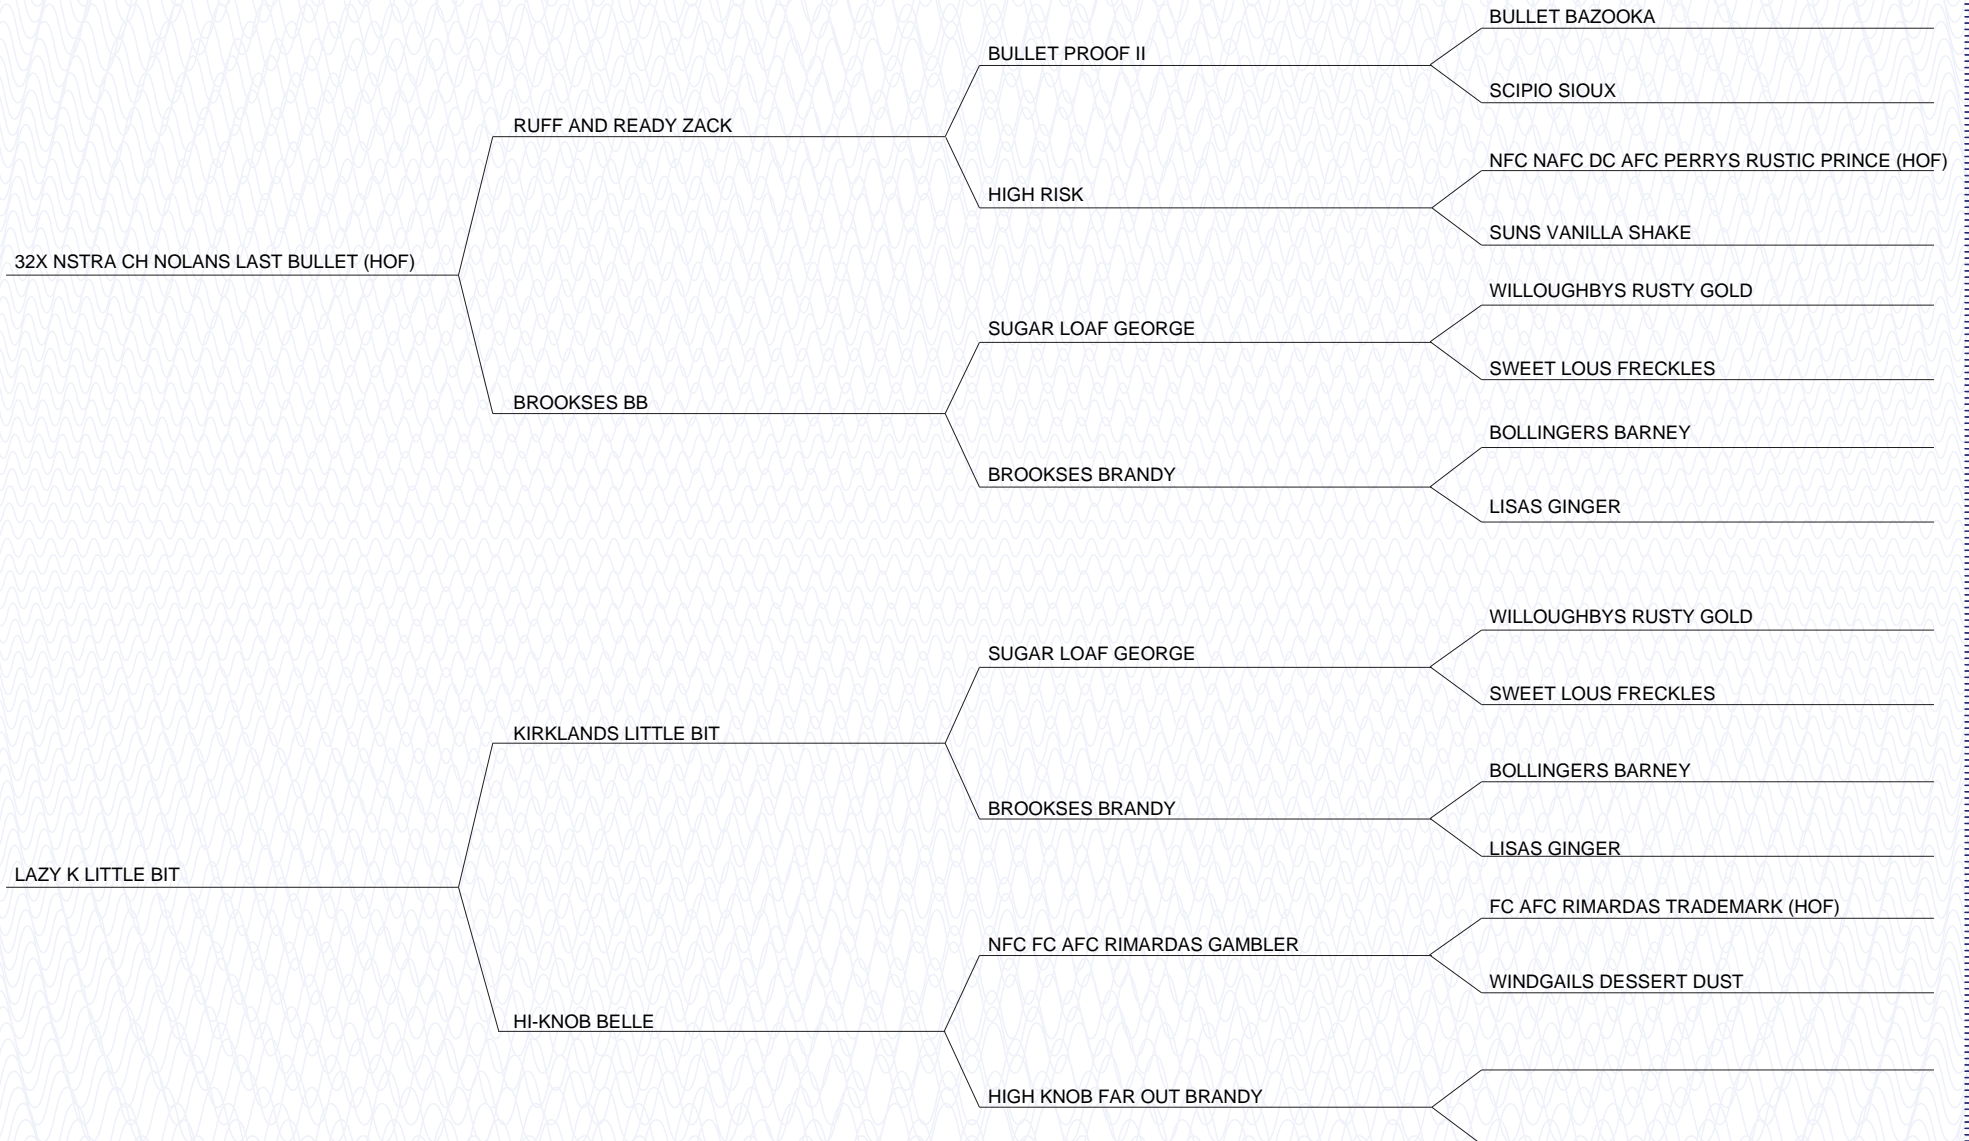 BULLET BAZOOKA
BULLET PROOF II
SCIPIO SIOUX
RUFF AND READY ZACK
NFC NAFC DC AFC PERRYS RUSTIC PRINCE (HOF)
HIGH RISK
SUNS VANILLA SHAKE
32X NSTRA CH NOLANS LAST BULLET (HOF)
WILLOUGHBYS RUSTY GOLD
SUGAR LOAF GEORGE
SWEET LOUS FRECKLES
BROOKSES BB
BOLLINGERS BARNEY
BROOKSES BRANDY
LISAS GINGER
WILLOUGHBYS RUSTY GOLD
SUGAR LOAF GEORGE
SWEET LOUS FRECKLES
KIRKLANDS LITTLE BIT
BOLLINGERS BARNEY
BROOKSES BRANDY
LISAS GINGER
LAZY K LITTLE BIT
FC AFC RIMARDAS TRADEMARK (HOF)
NFC FC AFC RIMARDAS GAMBLER
WINDGAILS DESSERT DUST
HI-KNOB BELLE
HIGH KNOB FAR OUT BRANDY